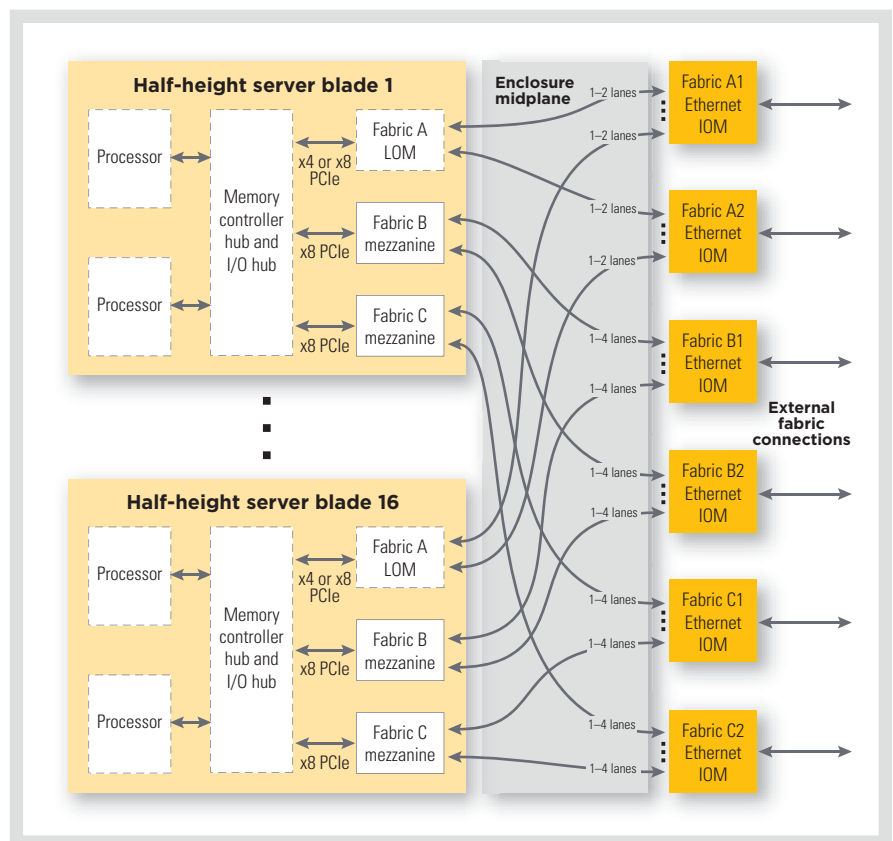 Half-height server blade 1
Processor
Processor
Memory
controller
hub and
I/O hub
x4 or x8
PCIe
x8 PCIe
x8 PCIe
Fabric A
LOM
Fabric B
mezzanine
Fabric C
mezzanine
Half-height server blade 16
Processor
Processor
Memory
controller
hub and
I/O hub
x4 or x8
PCIe
x8 PCIe
x8 PCIe
Fabric A
LOM
Fabric B
mezzanine
Fabric C
mezzanine
Enclosure
midplane
1–2 lanes
1–2 lanes
1–2 lanes
1–2 lanes
1–4 lanes
1–4 lanes
1–4 lanes
1–4 lanes
1–4 lanes
1–4 lanes
1–4 lanes
1–4 lanes
Fabric A1
Ethernet
IOM
Fabric A2
Ethernet
IOM
Fabric B1
Ethernet
IOM
Fabric B2
Ethernet
IOM
Fabric C1
Ethernet
IOM
Fabric C2
Ethernet
IOM
External
fabric
connections